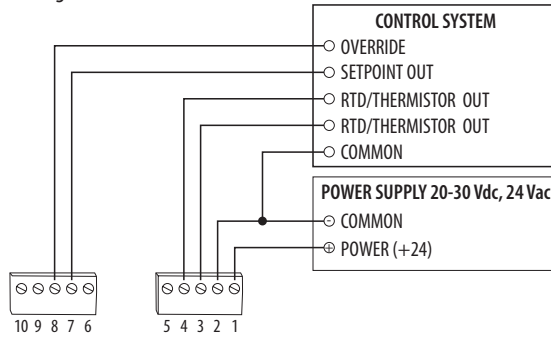 CONTROL SYSTEM
OVERRIDE
SETPOINT OUT
RTD/THERMISTOR OUT
RTD/THERMISTOR OUT
COMMON
POWER SUPPLY 20-30 Vdc, 24 Vac
COMMON
POWER (+24)
10 9 8 7 6
5 4 3 2 1